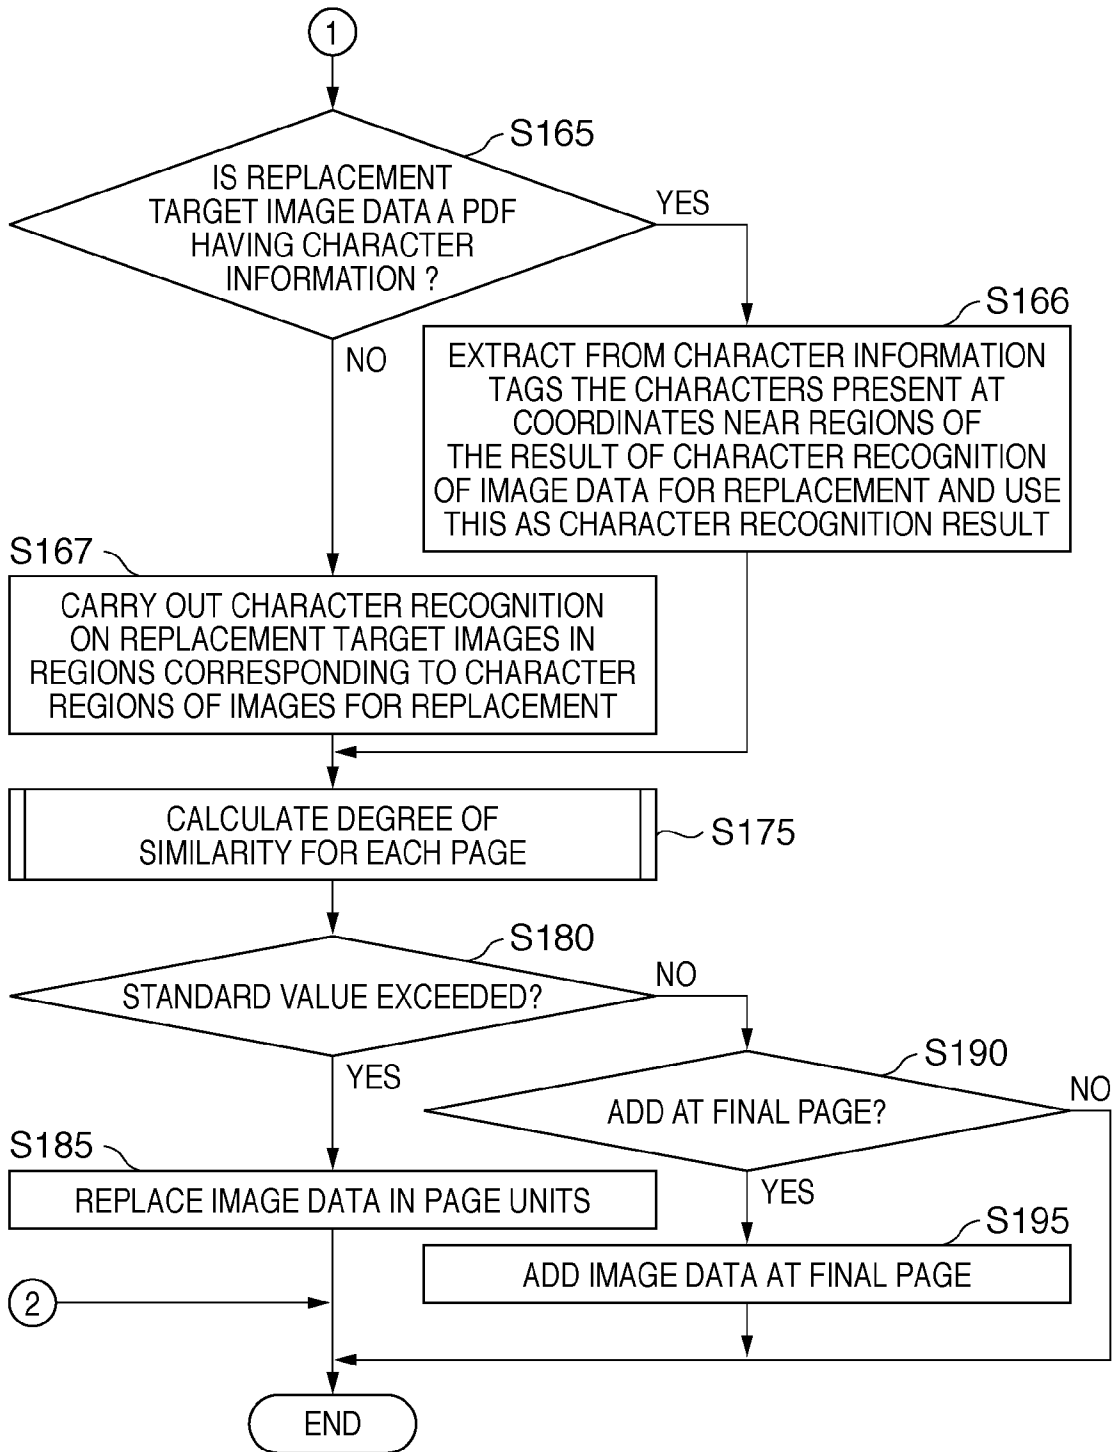 1
S165
IS REPLACEMENT
TARGET IMAGE DATA A PDF
HAVING CHARACTER
INFORMATION ?
YES
NO
S166
EXTRACT FROM CHARACTER INFORMATION
TAGS THE CHARACTERS PRESENT AT
COORDINATES NEAR REGIONS OF
THE RESULT OF CHARACTER RECOGNITION
OF IMAGE DATA FOR REPLACEMENT AND USE
THIS AS CHARACTER RECOGNITION RESULT
S167
CARRY OUT CHARACTER RECOGNITION
ON REPLACEMENT TARGET IMAGES IN
REGIONS CORRESPONDING TO CHARACTER
REGIONS OF IMAGES FOR REPLACEMENT
CALCULATE DEGREE OF
SIMILARITY FOR EACH PAGE
S175
S180
STANDARD VALUE EXCEEDED?
NO
YES
S190
ADD AT FINAL PAGE?
NO
YES
S185
REPLACE IMAGE DATA IN PAGE UNITS
S195
ADD IMAGE DATA AT FINAL PAGE
2
END